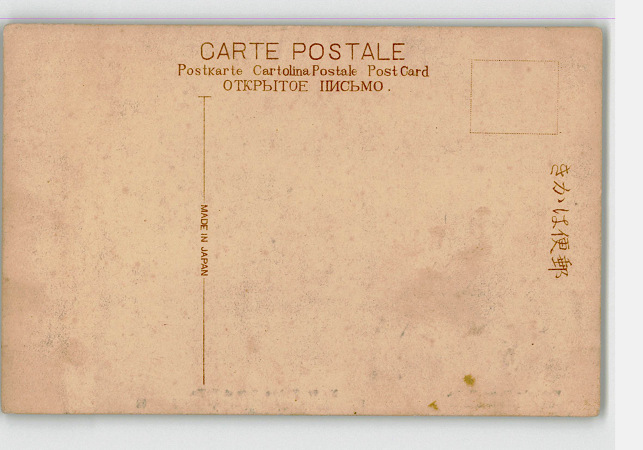 CARTE POSTALE
Postkarte Cartolina Postale Post Card
ОТКРЫТОЕ ПИСЬМО.
MADE IN JAPAN
郵便はかき